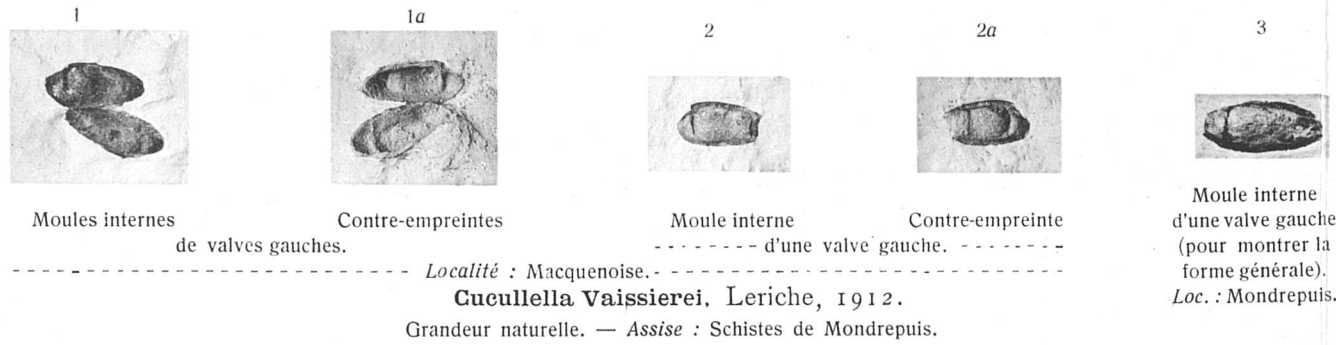 1
1a
2
2a
3
Moules internes
Contre-empreintes
de valves gauches.
Moule interne
Contre-empreinte
d'une valve gauche.
Moule interne
d'une valve gauche
(pour montrer la
forme générale).
Loc. : Mondrepuis.
Localité : Macquenoise.
Cucullella Vaissierei, Leriche, 1912.
Grandeur naturelle. — Assise : Schistes de Mondrepuis.